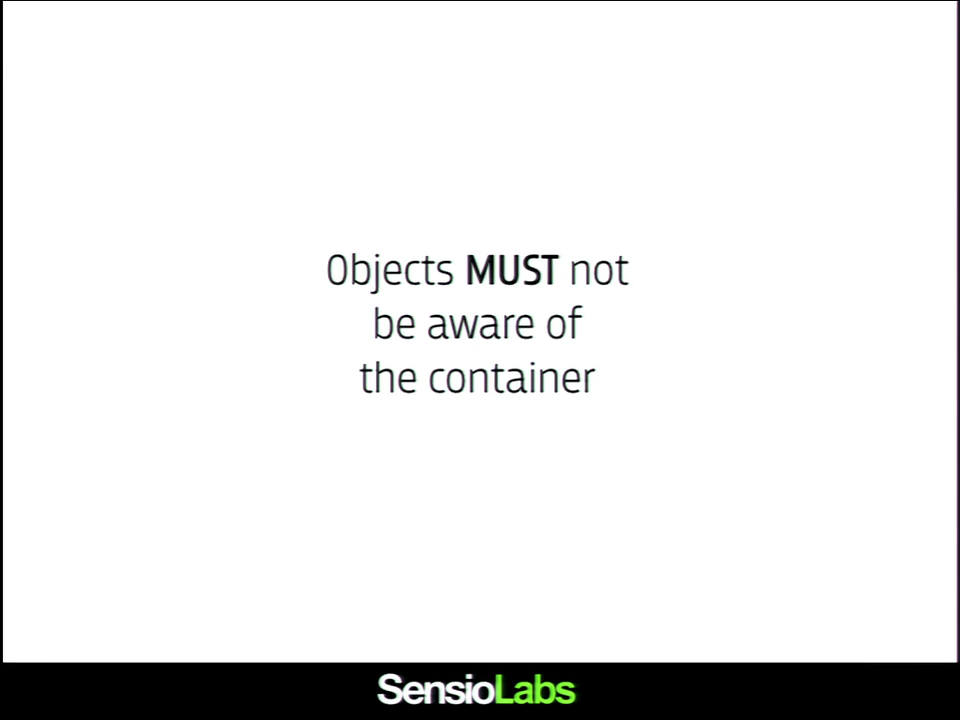 Objects MUST not
be aware of
the container
SensioLabs